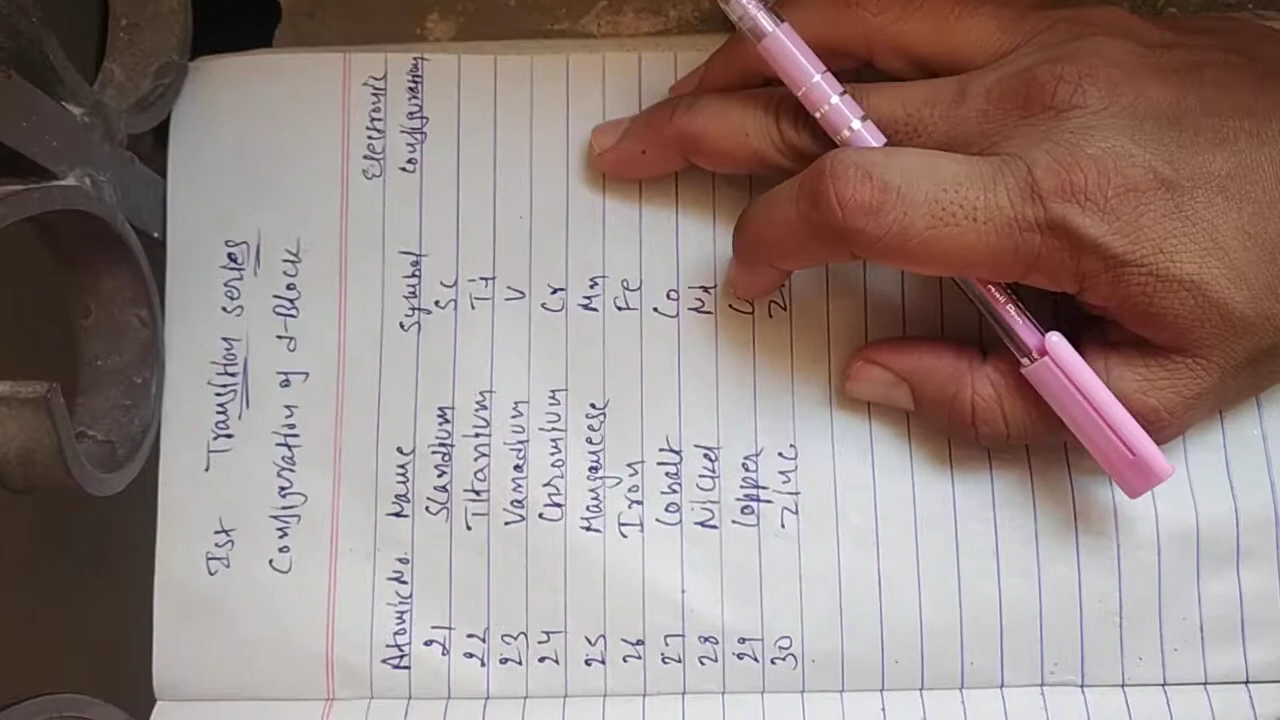 Ist Transition series
Configuration of d-Block
Electronic
Atomic No. Name Symbol Configuration
21 Scandium Sc
22 Titanium Ti
23 Vanadium V
24 Chromium Cr
25 Manganeese Mn
26 Iron Fe
27 Cobalt Co
28 Nickel Ni
29 Copper
30 Zinc